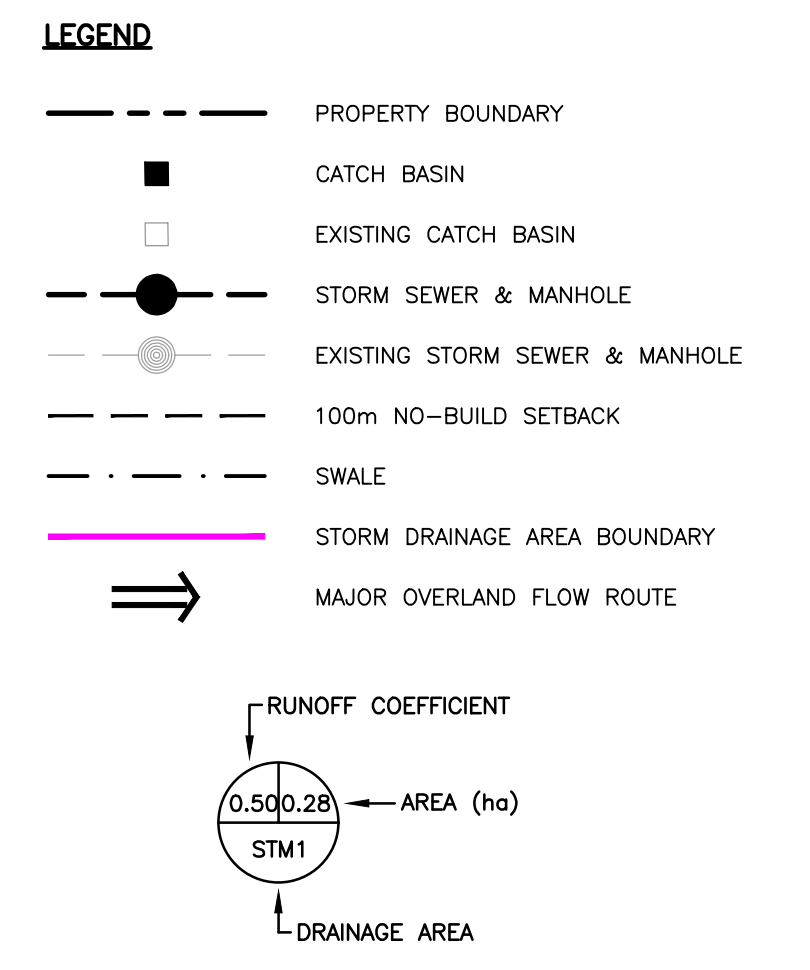 LEGEND
PROPERTY BOUNDARY
CATCH BASIN
EXISTING CATCH BASIN
STORM SEWER & MANHOLE
EXISTING STORM SEWER & MANHOLE
100m NO-BUILD SETBACK
SWALE
STORM DRAINAGE AREA BOUNDARY
MAJOR OVERLAND FLOW ROUTE
RUNOFF COEFFICIENT
0.50 0.28
AREA (ha)
STM1
DRAINAGE AREA